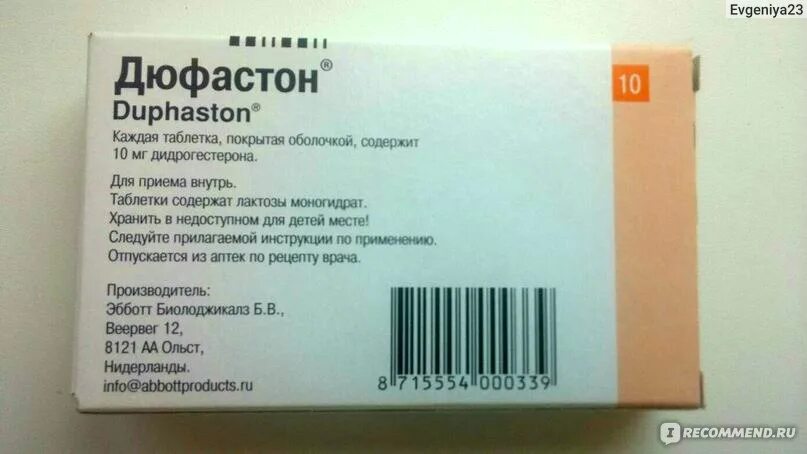 Evgeniya23
Дюфастон®
10
Duphaston®
Каждая таблетка, покрытая оболочкой, содержит
10 мг дидрогестерона.
Для приема внутрь.
Таблетки содержат лактозы моногидрат.
Хранить в недоступном для детей месте!
Следуйте прилагаемой инструкции по применению.
Отпускается из аптек по рецепту врача.
Производитель:
Эбботт Биолоджикалз Б.В.,
Веервег 12,
8121 АА Ольст,
Нидерланды.
info@abbottproducts.ru
8 715554 000339
IRECOMMEND.RU